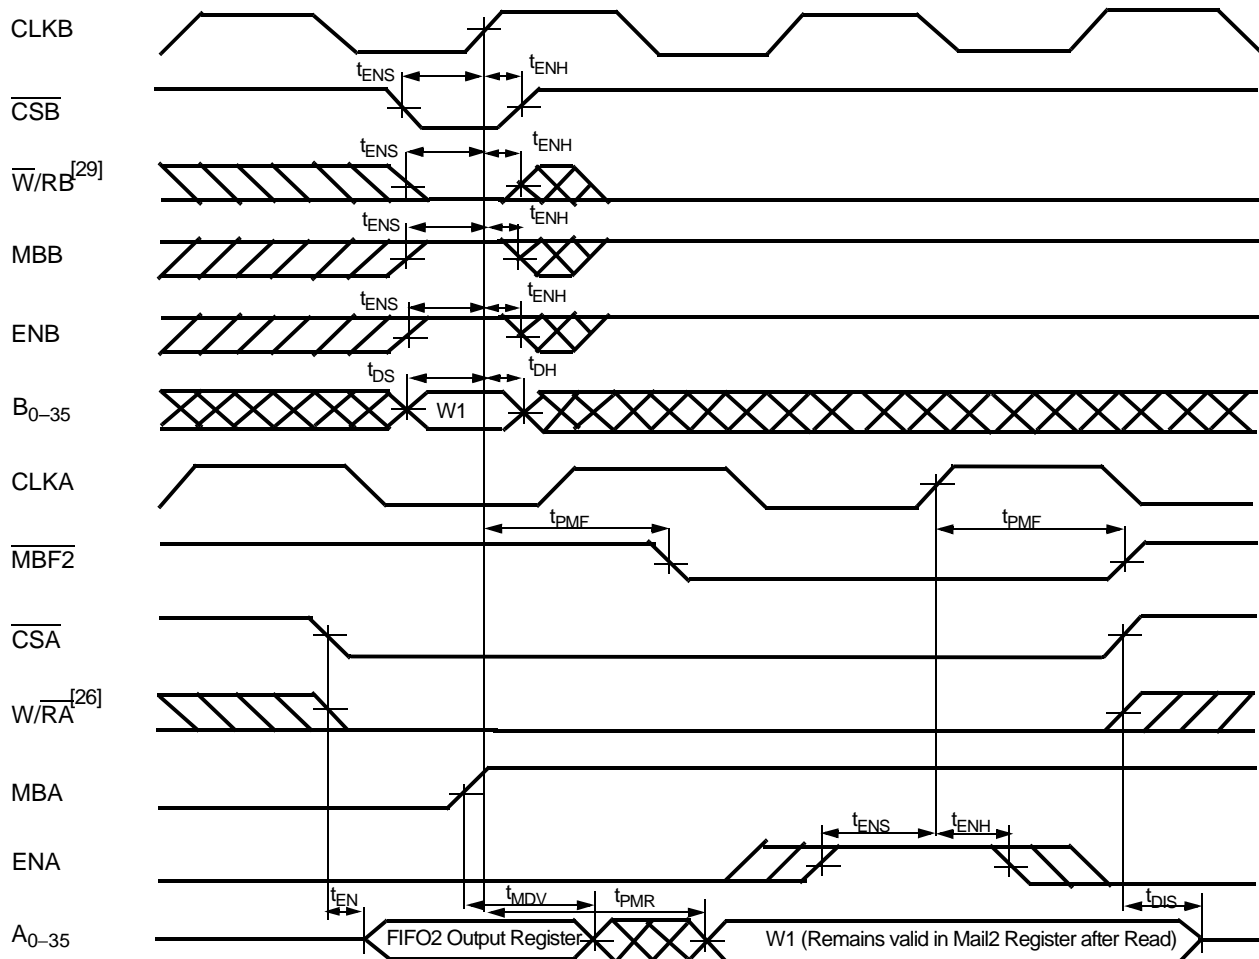 CLKB
tENS tENH
CSB
tENS tENH
W/RB[29]
tENS tENH
MBB
tENS tENH
ENB
tDS tDH
B0–35 W1
CLKA
tPMF tPMF
MBF2
CSA
W/RA[26]
MBA
tENS tENH
ENA
tEN tMDV tPMR tDIS
A0–35 FIFO2 Output Register W1 (Remains valid in Mail2 Register after Read)